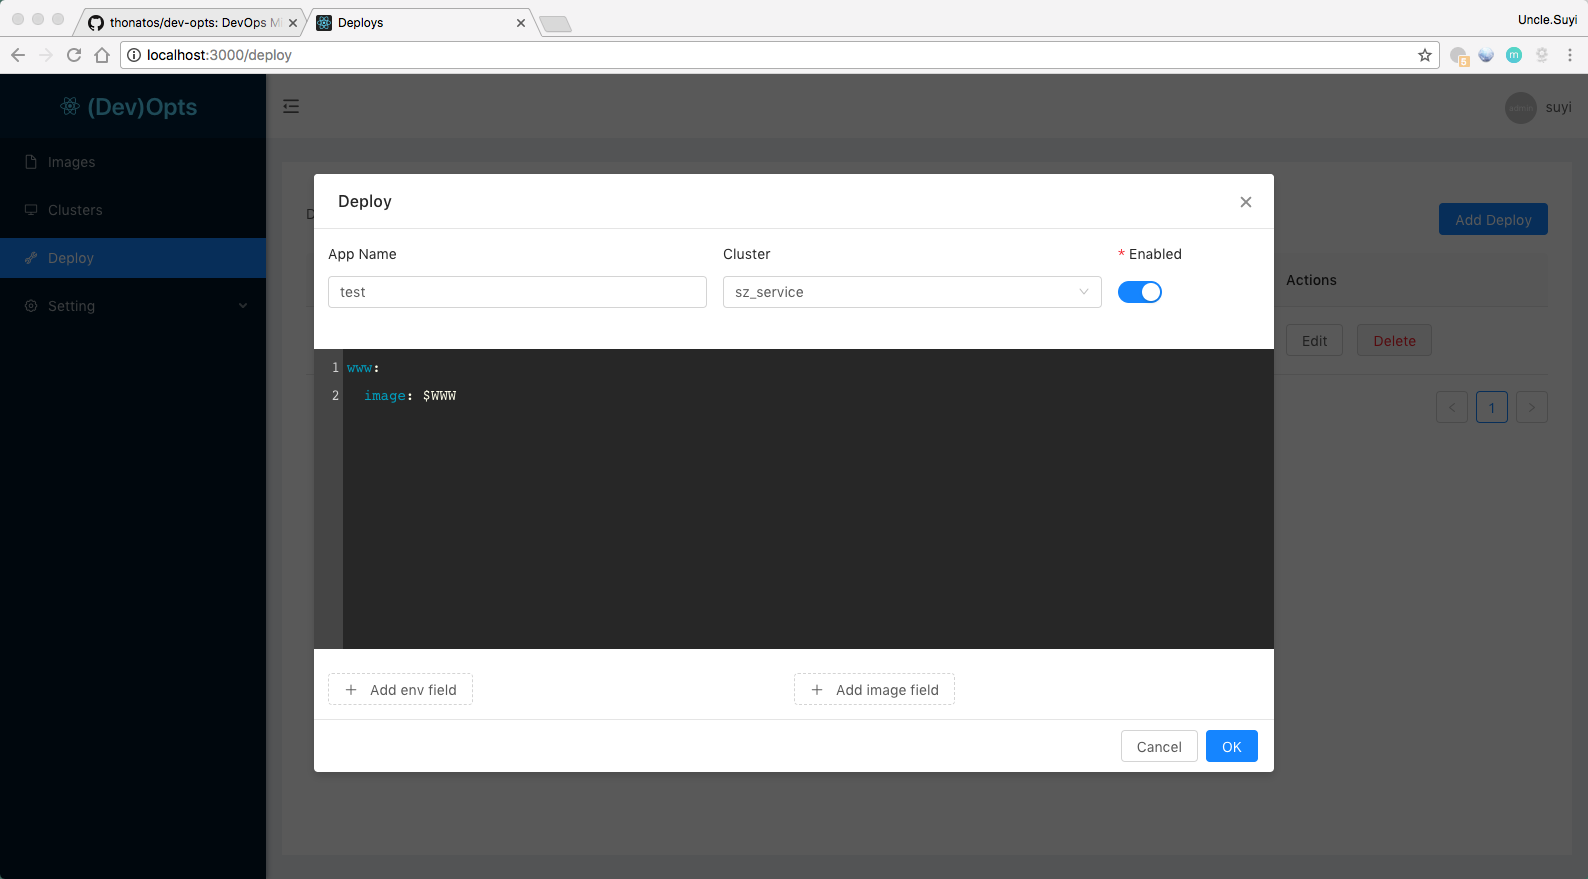 thonatos/dev-opts: DevOps Mi
Deploys
Uncle.Suyi
localhost:3000/deploy
5
m
(Dev)Opts
admin
suyi
Images
Clusters
Deploy
Setting
D
Add Deploy
Actions
Edit
Delete
1
Deploy
App Name
Cluster
* Enabled
test
sz_service
1 www:
2 image: $WWW
+ Add env field
+ Add image field
Cancel
OK